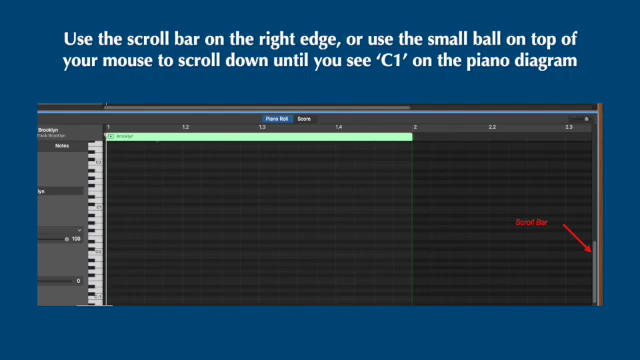 Use the scroll bar on the right edge, or use the small ball on top of
your mouse to scroll down until you see ‘C1’ on the piano diagram
Piano Roll Score
Brooklyn
1 1.2 1.3 1.4 2 2.2 2.3
Brooklyn
Notes
Scroll Bar
100
0